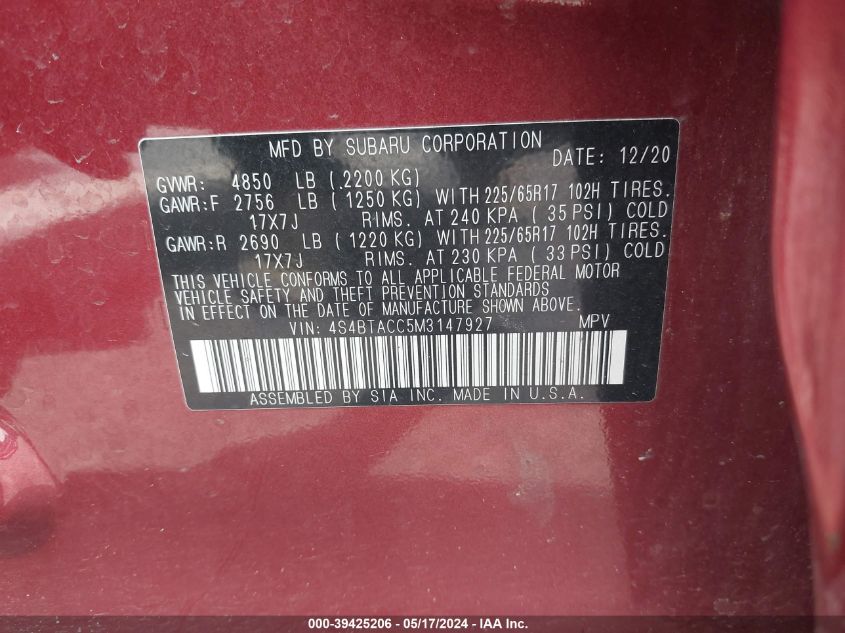 MFD BY SUBARU CORPORATION
DATE: 12/20
GVWR: 4850 LB (.2200 KG)
GAWR:F 2756 LB ( 1250 KG) WITH 225/65R17 102H TIRES.
17X7J RIMS. AT 240 KPA ( 35 PSI) COLD
GAWR:R 2690 LB ( 1220 KG) WITH 225/65R17 102H TIRES.
17X7J RIMS. AT 230 KPA ( 33 PSI) COLD
THIS VEHICLE CONFORMS TO ALL APPLICABLE FEDERAL MOTOR
VEHICLE SAFETY AND THEFT PREVENTION STANDARDS
IN EFFECT ON THE DATE OF MANUFACTURE SHOWN ABOVE.
VIN: 4S4BTACC5M3147927 MPV
ASSEMBLED BY SIA INC. MADE IN U.S.A.
000-39425206 - 05/17/2024 - IAA Inc.